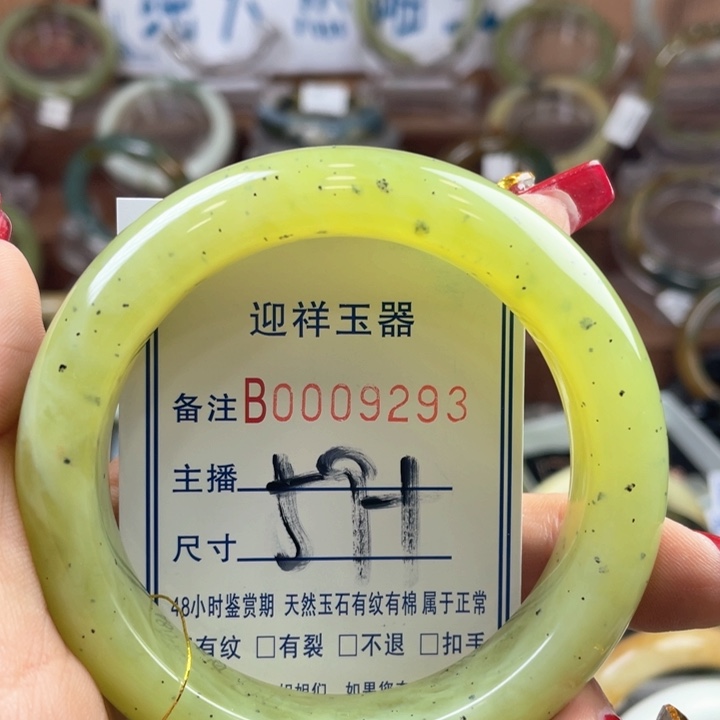 迎祥玉器
备注B0009293
主播
尺寸
48小时鉴赏期 天然玉石有纹有棉 属于正常
有纹 □有裂 □不退 □扣手